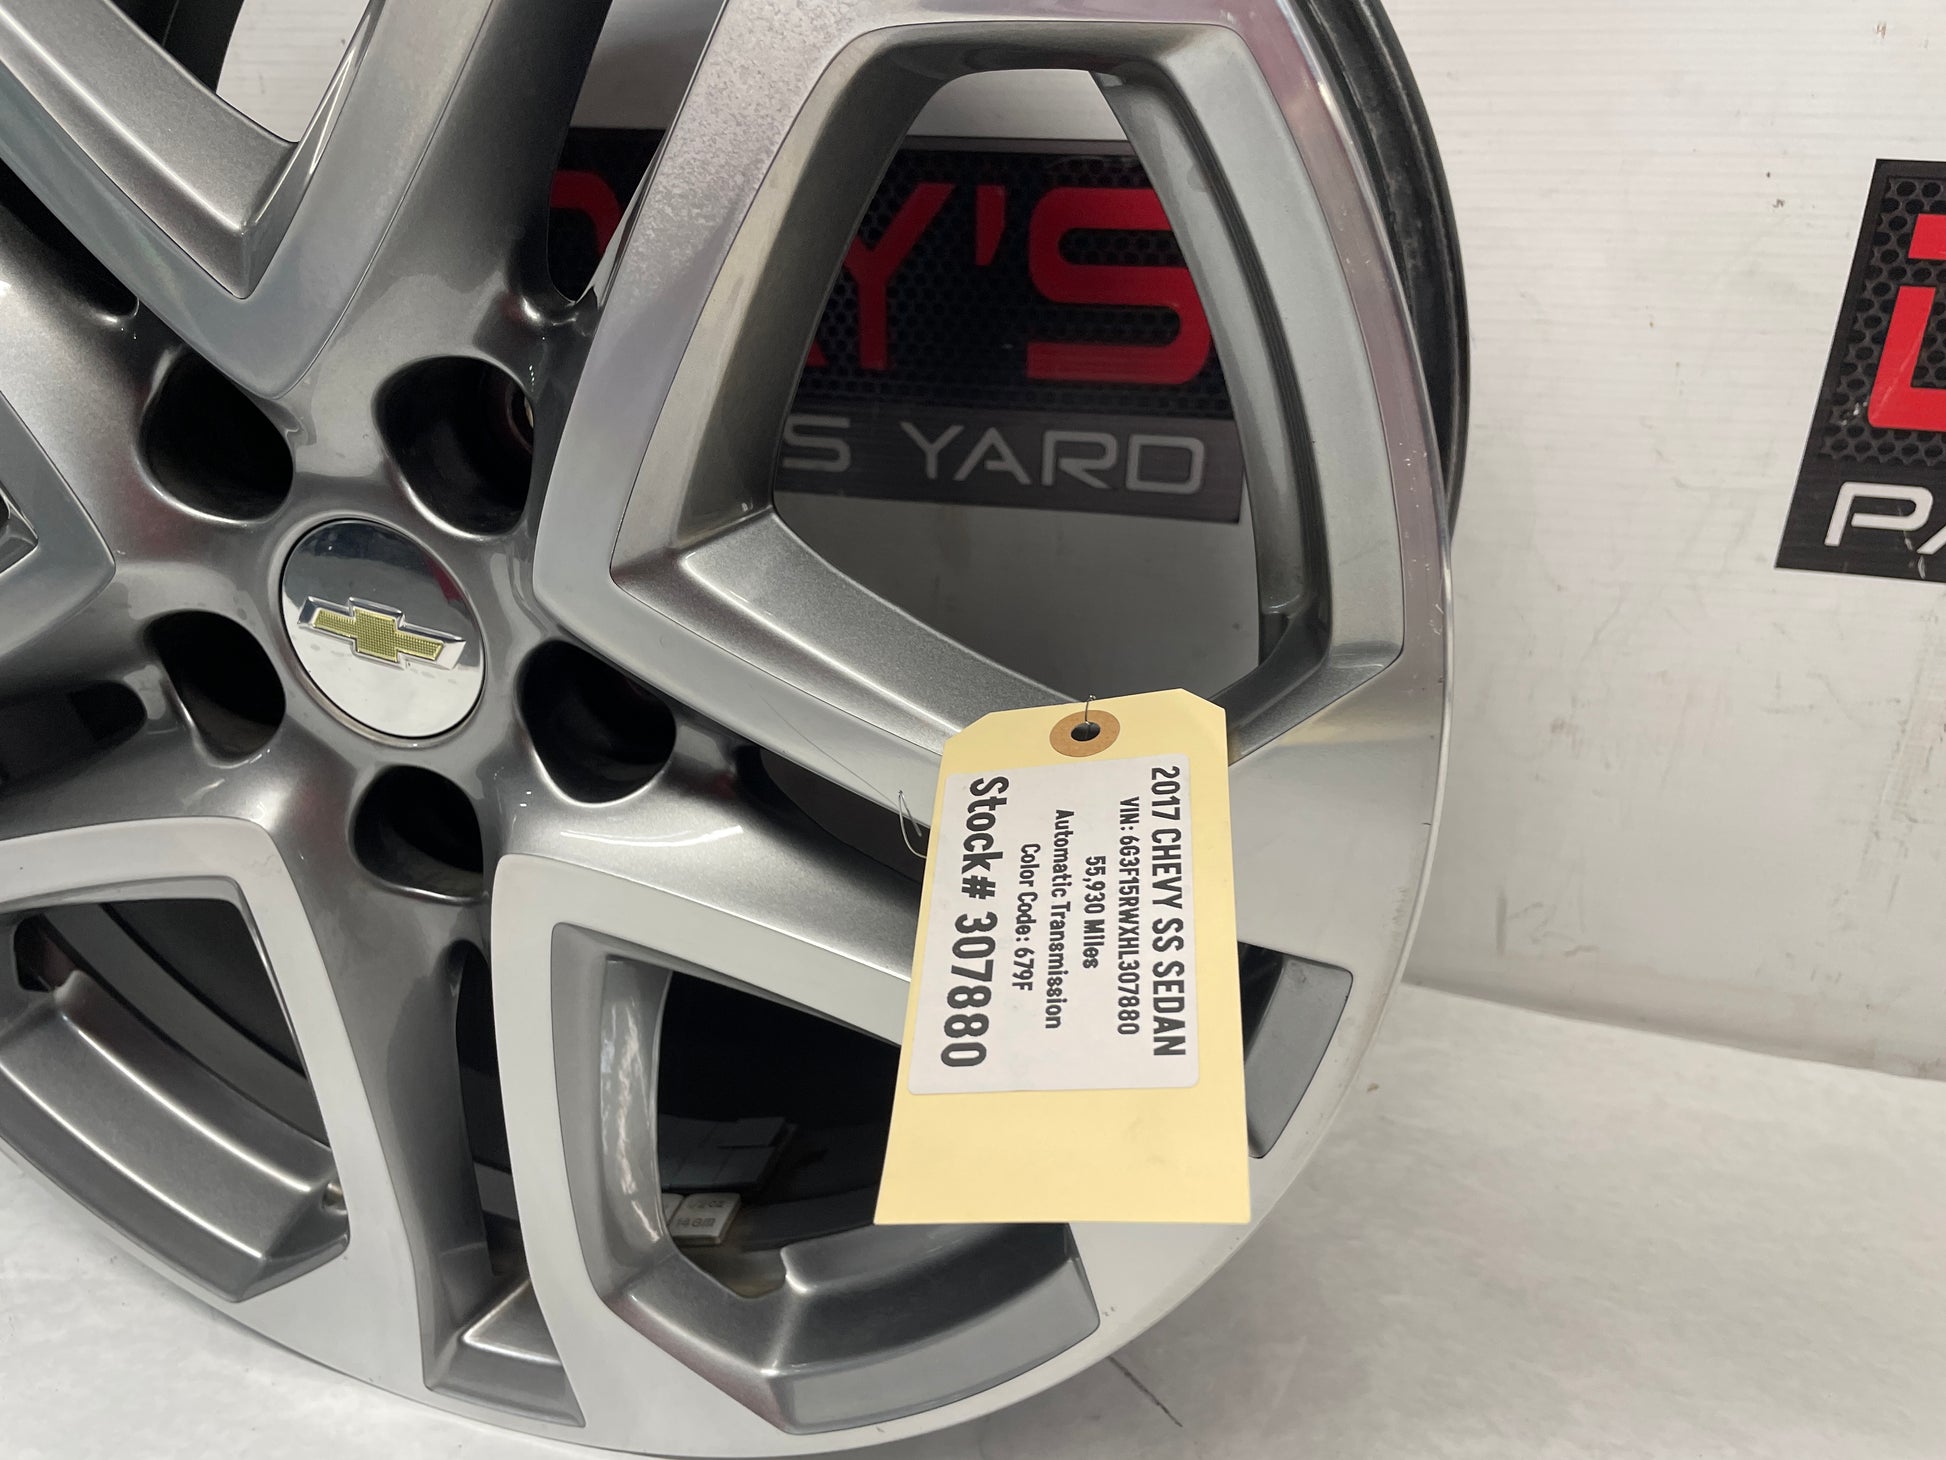 Y'S
S YARD
PA
2017 CHEVY SS SEDAN
VIN: 6G3F15RWXHL307880
55,930 Miles
Automatic Transmission
Color Code: 679F
Stock# 307880